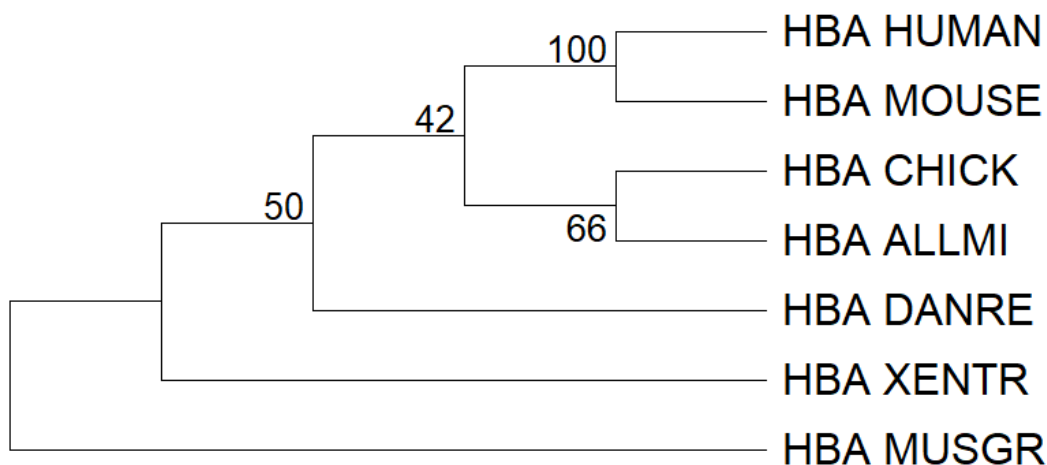 HBA HUMAN
100
HBA MOUSE
42
HBA CHICK
50
66
HBA ALLMI
HBA DANRE
HBA XENTR
HBA MUSGR